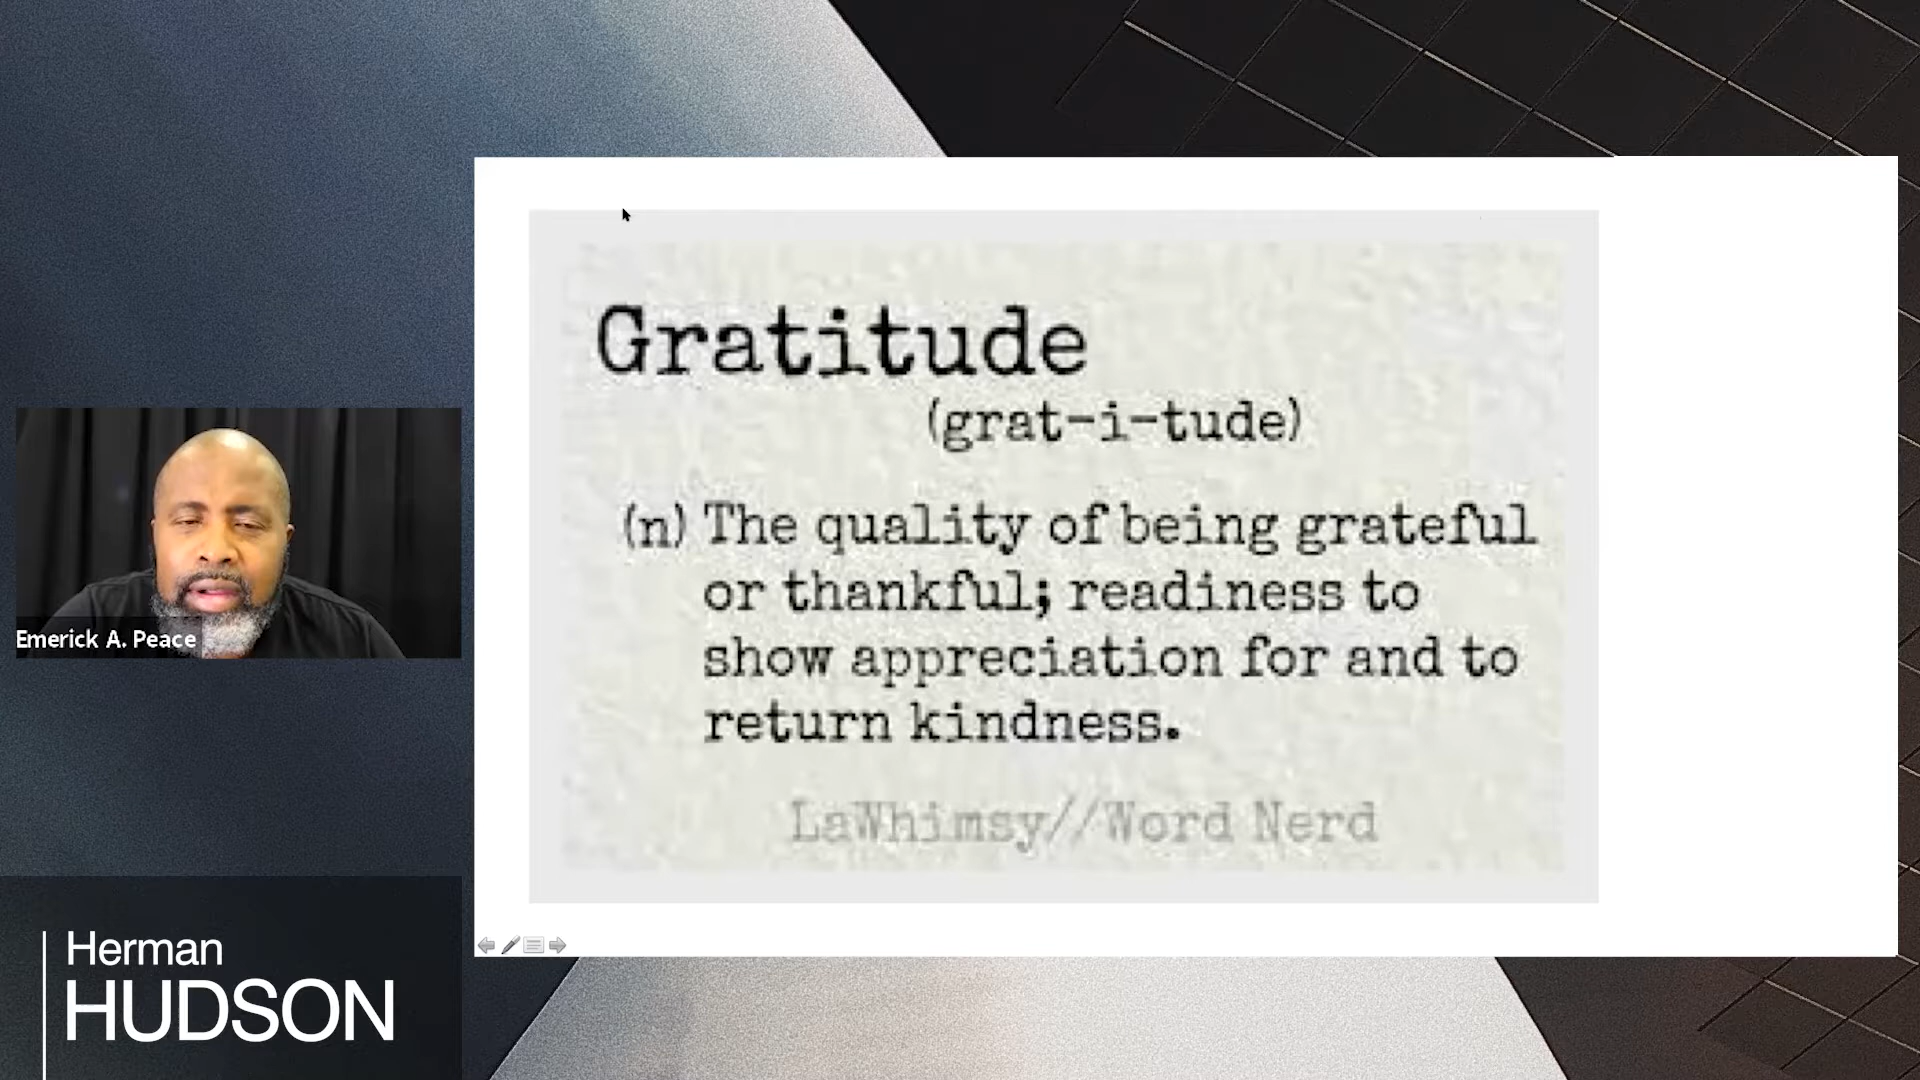 Gratitude
(grat-i-tude)
(n) The quality of being grateful
or thankful; readiness to
show appreciation for and to
return kindness.
LaWhimsy//Word Nerd
Emerick A. Peace
Herman
HUDSON